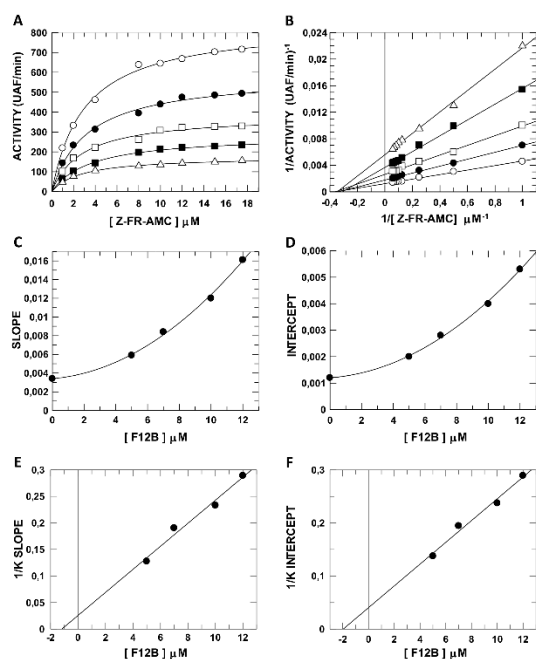 A
ACTIVITY (UAF/min)
800
700
600
500
400
300
200
100
0
0 2 4 6 8 10 12 14 16 18
[ Z-FR-AMC ] µM
B
1/ACTIVITY (UAF/min)⁻¹
0,024
0,02
0,016
0,012
0,008
0,004
0
-0,4 -0,2 0 0,2 0,4 0,6 0,8 1
1/[ Z-FR-AMC] µM⁻¹
C
SLOPE
0,016
0,014
0,012
0,010
0,008
0,006
0,004
0,002
0,000
0 2 4 6 8 10 12
[ F12B] µM
D
INTERCEPT
0,006
0,005
0,004
0,003
0,002
0,001
0,000
0 2 4 6 8 10 12
[ F12B] µM
E
1/K SLOPE
0,3
0,25
0,2
0,15
0,1
0,05
0
-2 0 2 4 6 8 10 12
[ F12B] µM
F
1/K INTERCEPT
0,3
0,2
0,1
0
-4 -2 0 2 4 6 8 10 12
[ F12B] µM